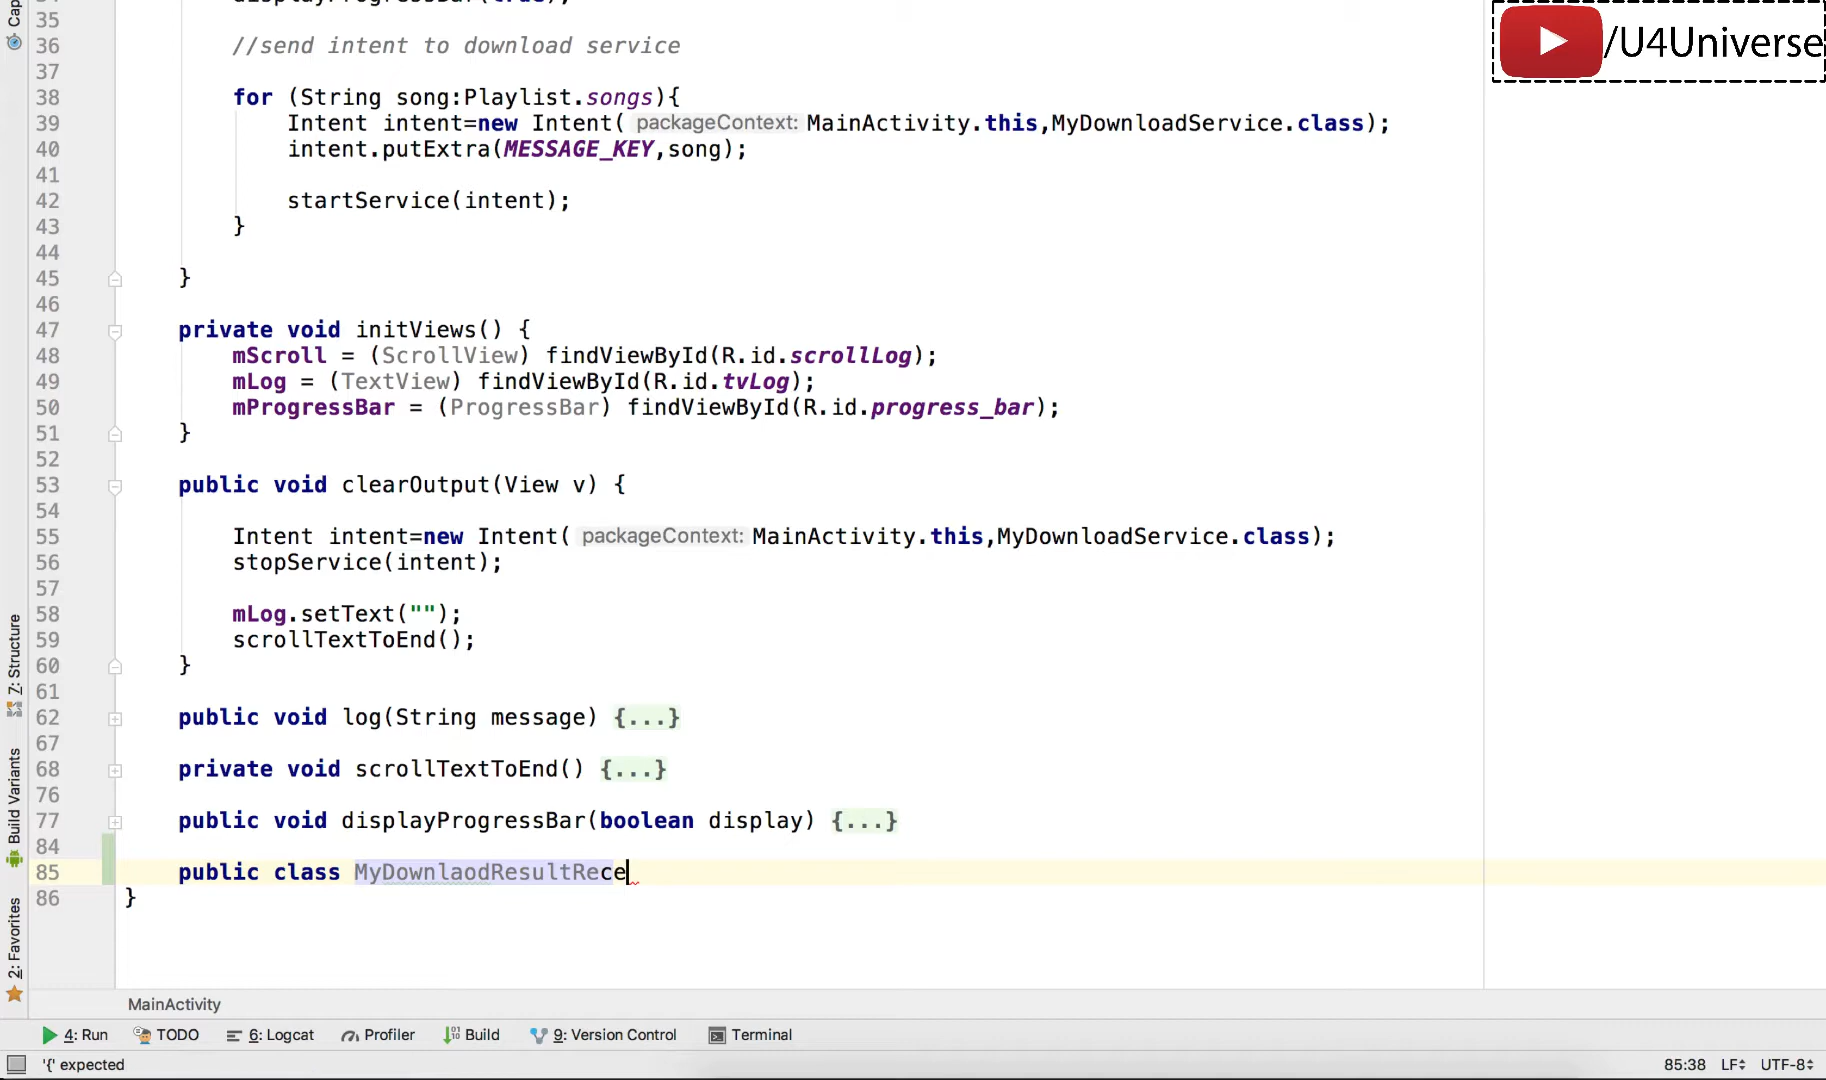 35
36 //send intent to download service
37
38 for (String song:Playlist.songs){
39 Intent intent=new Intent( packageContext: MainActivity.this,MyDownloadService.class);
40 intent.putExtra(MESSAGE_KEY,song);
41
42 startService(intent);
43 }
44
45 }
46
47 private void initViews() {
48 mScroll = (ScrollView) findViewById(R.id.scrollLog);
49 mLog = (TextView) findViewById(R.id.tvLog);
50 mProgressBar = (ProgressBar) findViewById(R.id.progress_bar);
51 }
52
53 public void clearOutput(View v) {
54
55 Intent intent=new Intent( packageContext: MainActivity.this,MyDownloadService.class);
56 stopService(intent);
57
58 mLog.setText("");
59 scrollTextToEnd();
60 }
61
62 public void log(String message) {...}
67
68 private void scrollTextToEnd() {...}
76
77 public void displayProgressBar(boolean display) {...}
84
85 public class MyDownlaodResultRece
86 }
/U4Universe
Cap
7: Structure
Build Variants
2: Favorites
MainActivity
4: Run TODO 6: Logcat Profiler Build 9: Version Control Terminal
'{' expected 85:38 LF UTF-8